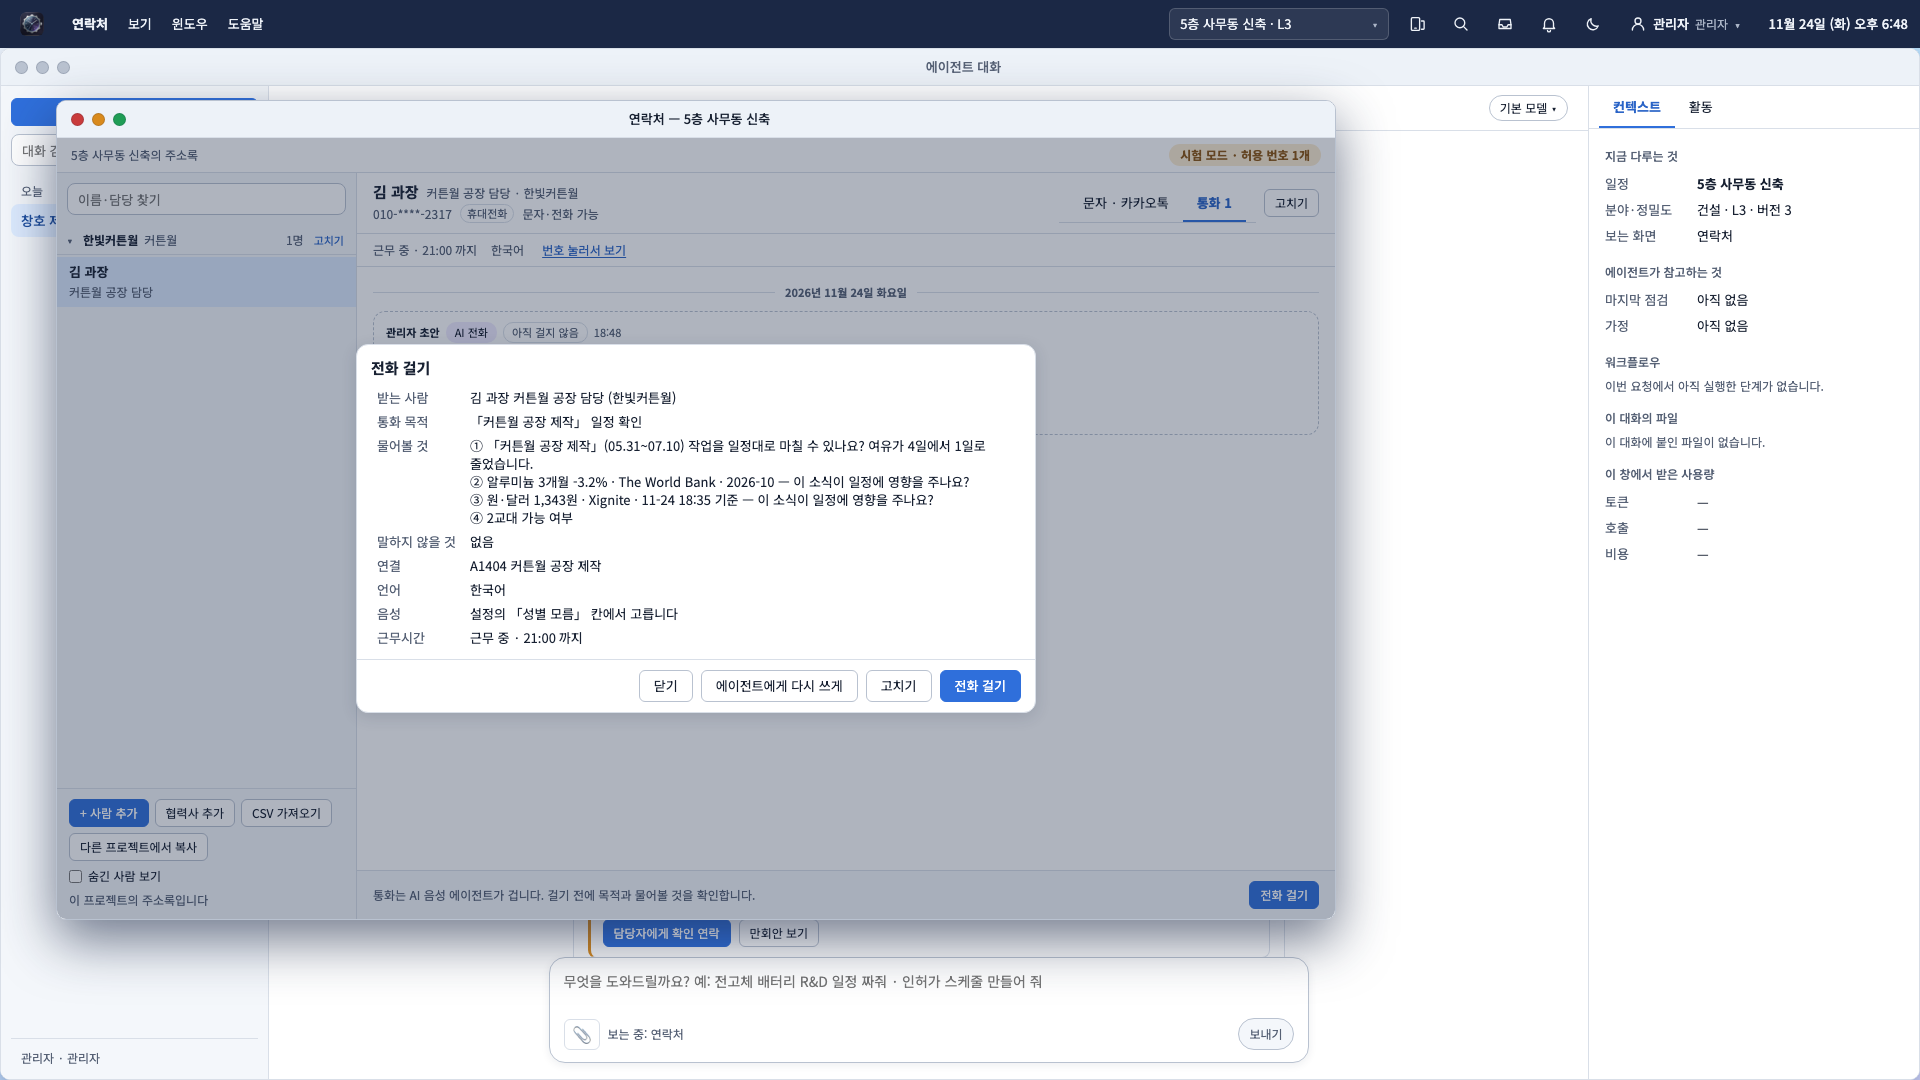 연락처 보기 윈도우 도움말
5층 사무동 신축 · L3
관리자 관리자
11월 24일 (화) 오후 6:48
에이전트 대화
대화 검
오늘
창호 저
관리자 · 관리자
기본 모델
연락처 — 5층 사무동 신축
5층 사무동 신축의 주소록
시험 모드 · 허용 번호 1개
이름·담당 찾기
한빛커튼월 커튼월 1명 고치기
김 과장
커튼월 공장 담당
+ 사람 추가 협력사 추가 CSV 가져오기
다른 프로젝트에서 복사
숨긴 사람 보기
이 프로젝트의 주소록입니다
김 과장 커튼월 공장 담당 · 한빛커튼월
010-****-2317 휴대전화 문자·전화 가능
문자 · 카카오톡 통화 1 고치기
근무 중 · 21:00 까지 한국어 번호 눌러서 보기
2026년 11월 24일 화요일
관리자 초안 AI 전화 아직 걸지 않음 18:48
전화 걸기
받는 사람 김 과장 커튼월 공장 담당 (한빛커튼월)
통화 목적 「커튼월 공장 제작」 일정 확인
물어볼 것 ① 「커튼월 공장 제작」(05.31~07.10) 작업을 일정대로 마칠 수 있나요? 여유가 4일에서 1일로
줄었습니다.
② 알루미늄 3개월 -3.2% · The World Bank · 2026-10 — 이 소식이 일정에 영향을 주나요?
③ 원·달러 1,343원 · Xignite · 11-24 18:35 기준 — 이 소식이 일정에 영향을 주나요?
④ 2교대 가능 여부
말하지 않을 것 없음
연결 A1404 커튼월 공장 제작
언어 한국어
음성 설정의 「성별 모름」 칸에서 고릅니다
근무시간 근무 중 · 21:00 까지
닫기 에이전트에게 다시 쓰게 고치기 전화 걸기
통화는 AI 음성 에이전트가 겁니다. 걸기 전에 목적과 물어볼 것을 확인합니다.
전화 걸기
담당자에게 확인 연락 만회안 보기
무엇을 도와드릴까요? 예: 전고체 배터리 R&D 일정 짜줘 · 인허가 스케줄 만들어 줘
보는 중: 연락처
보내기
컨텍스트 활동
지금 다루는 것
일정 5층 사무동 신축
분야·정밀도 건설 · L3 · 버전 3
보는 화면 연락처
에이전트가 참고하는 것
마지막 점검 아직 없음
가정 아직 없음
워크플로우
이번 요청에서 아직 실행한 단계가 없습니다.
이 대화의 파일
이 대화에 붙인 파일이 없습니다.
이 창에서 받은 사용량
토큰 —
호출 —
비용 —